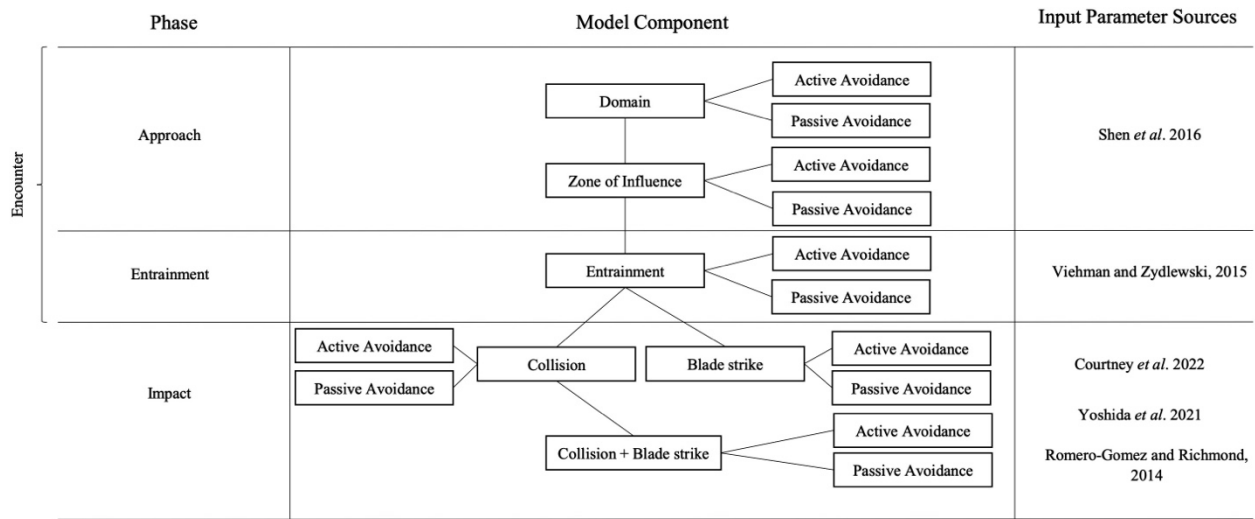 Phase
Model Component
Input Parameter Sources
Encounter
Approach
Domain
Active Avoidance
Passive Avoidance
Zone of Influence
Active Avoidance
Passive Avoidance
Shen et al. 2016
Entrainment
Entrainment
Active Avoidance
Passive Avoidance
Viehman and Zydlewski, 2015
Impact
Active Avoidance
Passive Avoidance
Collision
Blade strike
Active Avoidance
Passive Avoidance
Collision + Blade strike
Active Avoidance
Passive Avoidance
Courtney et al. 2022
Yoshida et al. 2021
Romero-Gomez and Richmond,
2014